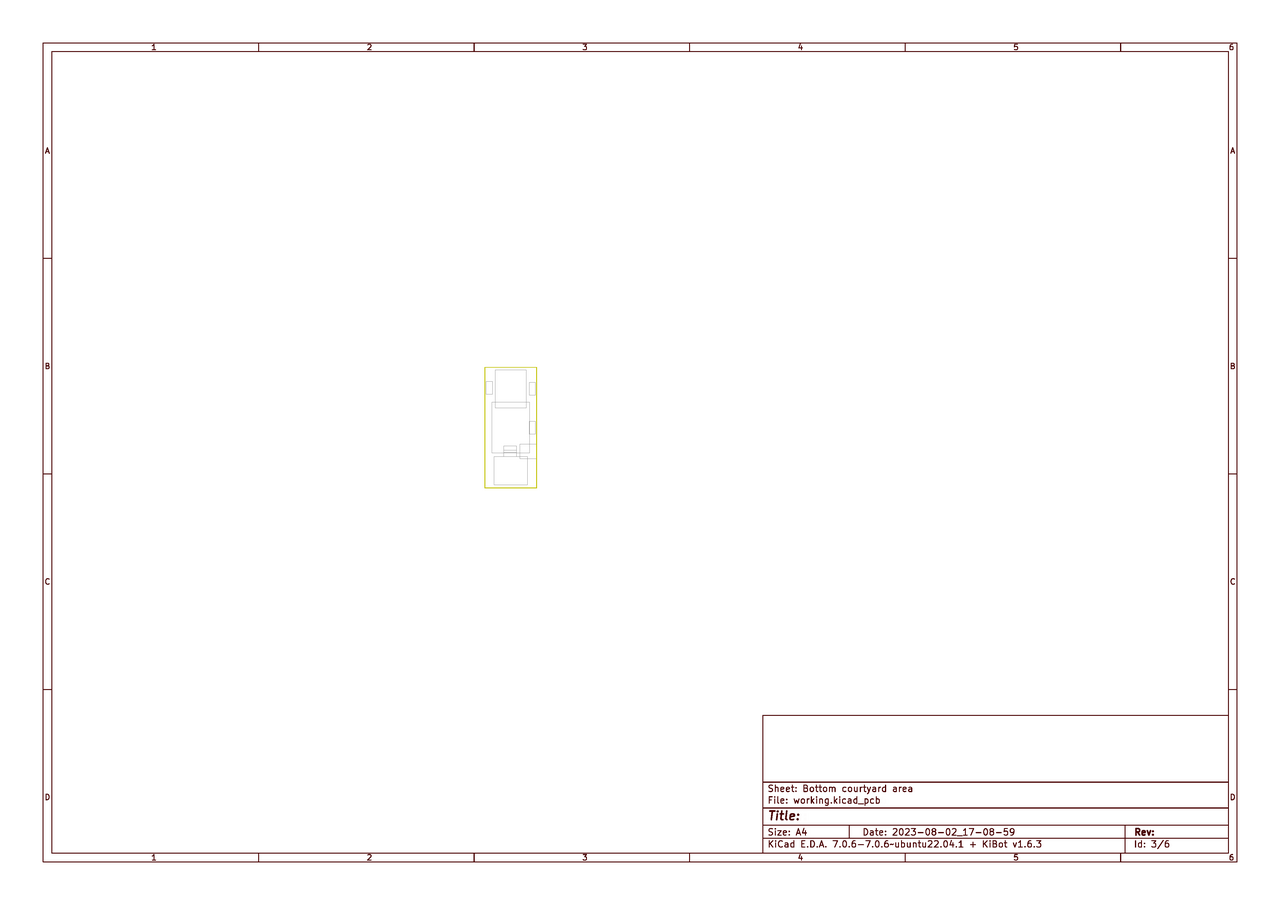 1 2 3 4 5 6
A A
B B
C C
D D
Sheet: Bottom courtyard area
File: working.kicad_pcb
Title:
Size: A4 Date: 2023-08-02_17-08-59 Rev:
KiCad E.D.A. 7.0.6-7.0.6~ubuntu22.04.1 + KiBot v1.6.3 Id: 3/6
1 2 3 4 5 6